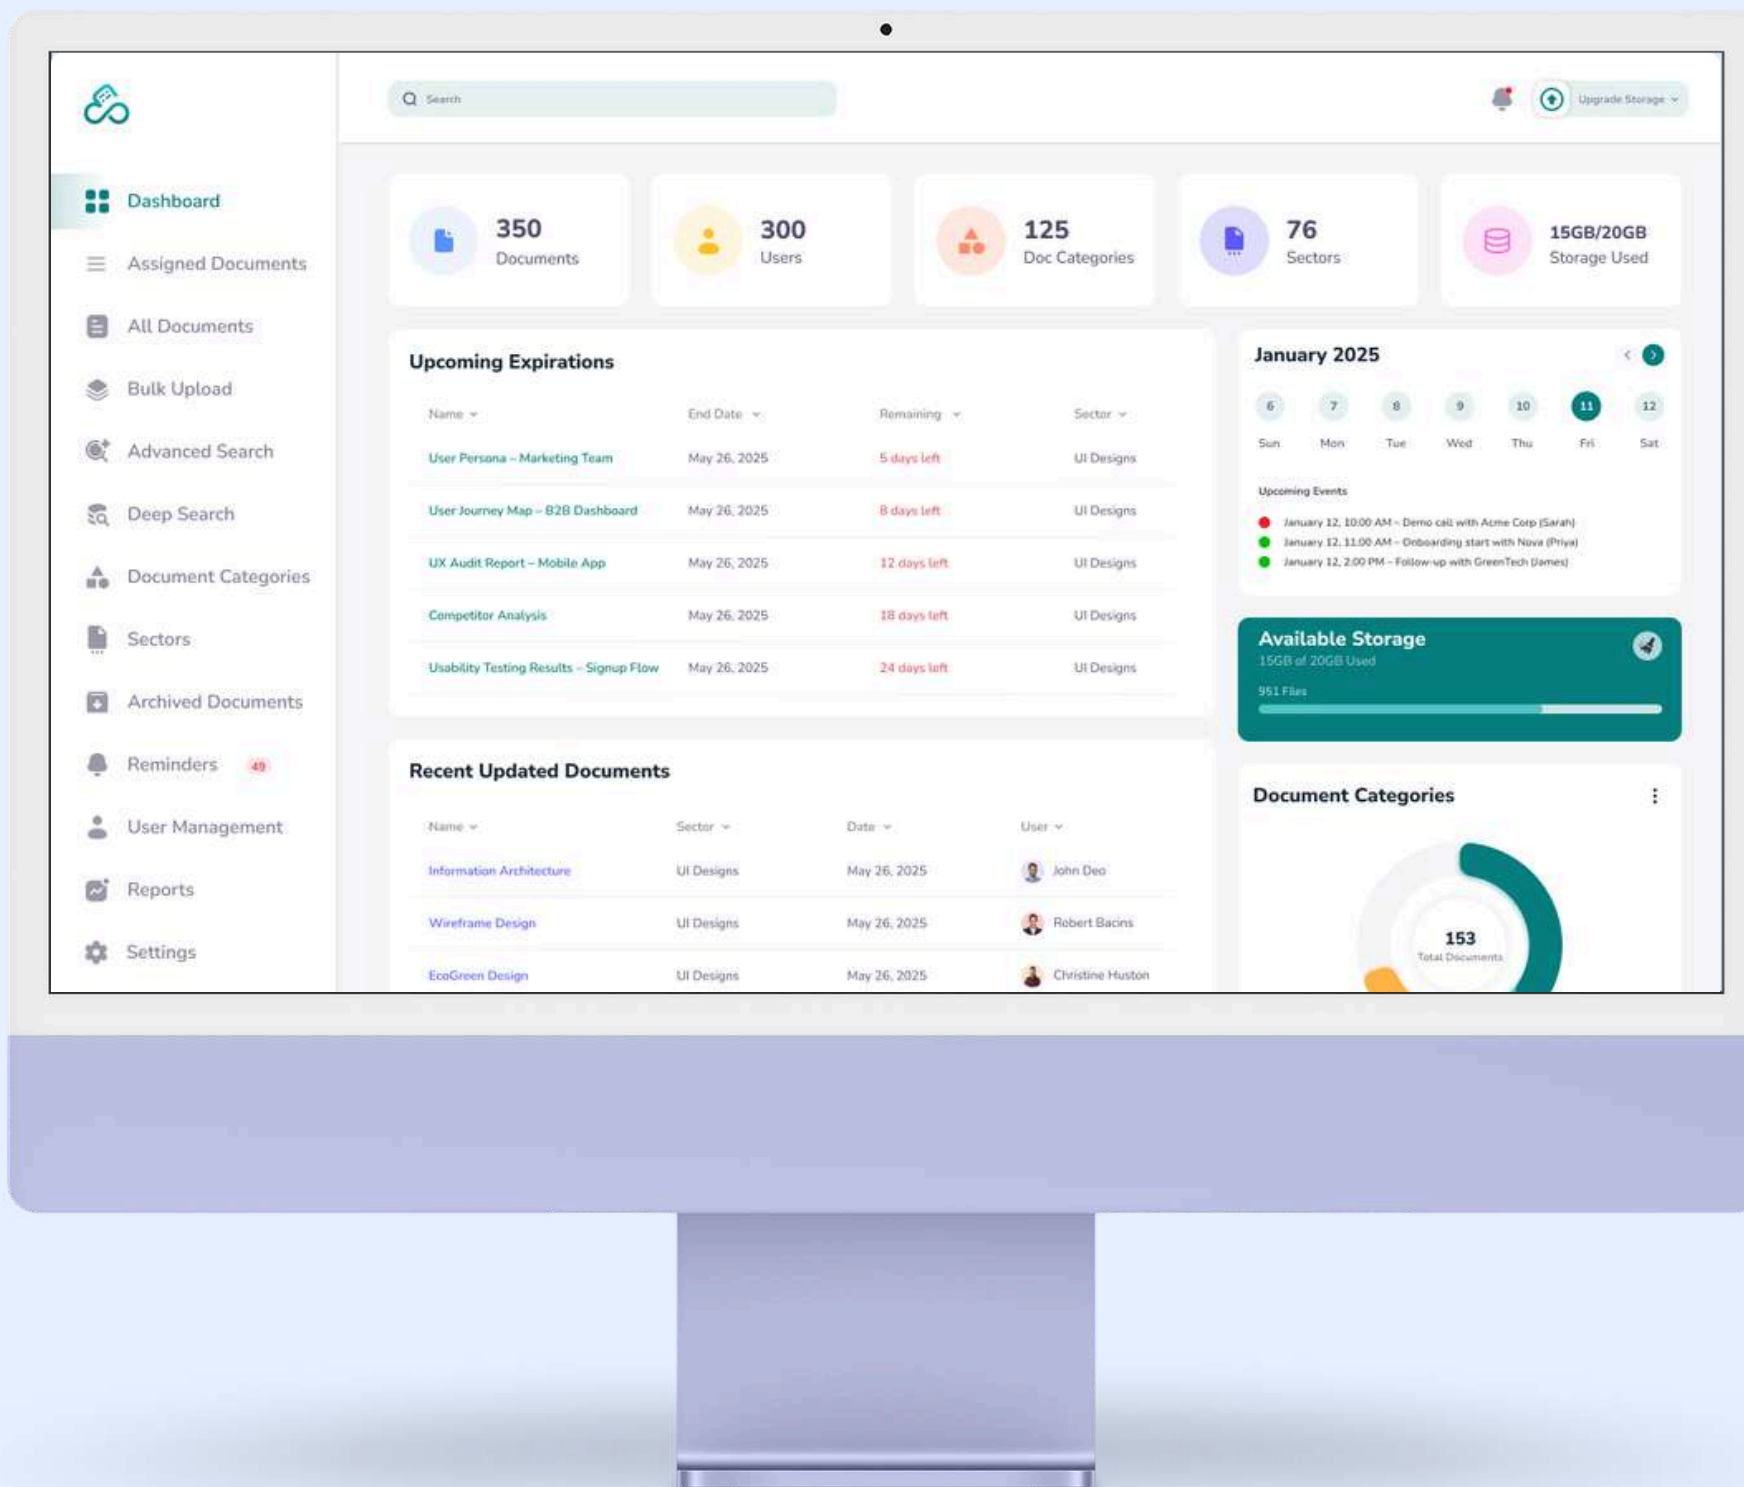 Search
Upgrade Storage
Dashboard
Assigned Documents
All Documents
Bulk Upload
Advanced Search
Deep Search
Document Categories
Sectors
Archived Documents
Reminders 49
User Management
Reports
Settings
350
Documents
300
Users
125
Doc Categories
76
Sectors
15GB/20GB
Storage Used
Upcoming Expirations
Name End Date Remaining Sector
User Persona – Marketing Team May 26, 2025 5 days left UI Designs
User Journey Map – B2B Dashboard May 26, 2025 8 days left UI Designs
UX Audit Report – Mobile App May 26, 2025 12 days left UI Designs
Competitor Analysis May 26, 2025 18 days left UI Designs
Usability Testing Results – Signup Flow May 26, 2025 24 days left UI Designs
Recent Updated Documents
Name Sector Date User
Information Architecture UI Designs May 26, 2025 John Deo
Wireframe Design UI Designs May 26, 2025 Robert Bacins
EcoGreen Design UI Designs May 26, 2025 Christine Huston
January 2025
6 7 8 9 10 11 12
Sun Mon Tue Wed Thu Fri Sat
Upcoming Events
January 12, 10:00 AM – Demo call with Acme Corp (Sarah)
January 12, 11.00 AM – Onboarding start with Nova (Priya)
January 12, 2:00 PM – Follow-up with GreenTech (James)
Available Storage
15GB of 20GB Used
951 Files
Document Categories
153
Total Documents